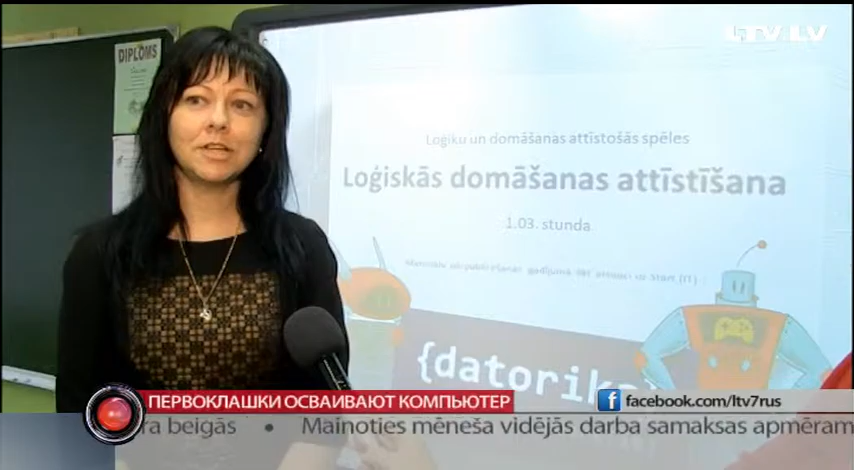 LTV.LV
DIPLOMS
Loģiku un domāšanas attīstošās spēles
Loģiskās domāšanas attīstīšana
1.03. stunda
{datorika
ПЕРВОКЛАШКИ ОСВАИВАЮТ КОМПЬЮТЕР
facebook.com/ltv7rus
ra beigās • Mainoties mēneša vidējās darba samaksas apmēram